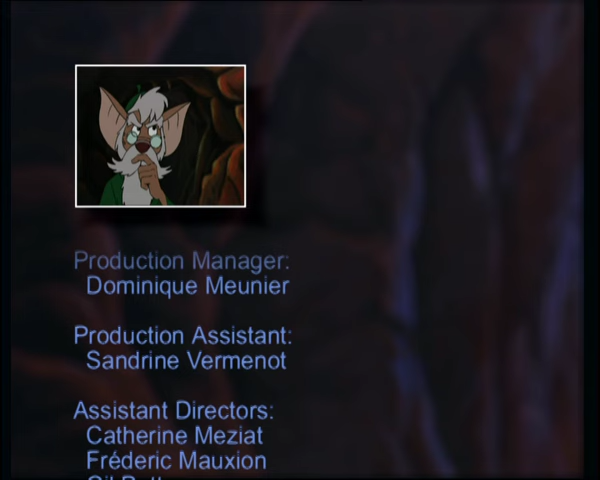 Production Manager:
Dominique Meunier
Production Assistant:
Sandrine Vermenot
Assistant Directors:
Catherine Meziat
Fréderic Mauxion